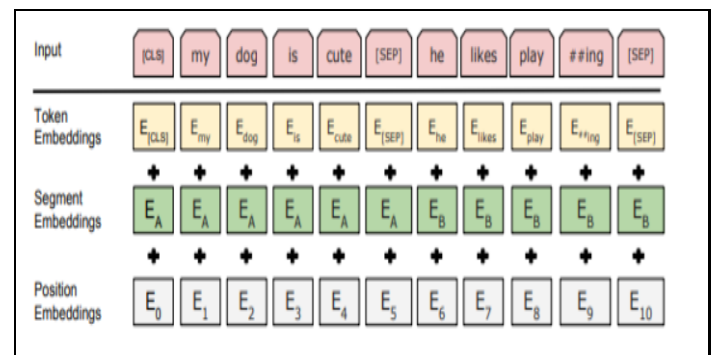 Input [CLS] my dog is cute [SEP] he likes play ##ing [SEP]
Token
Embeddings E[CLS] Emy Edog Eis Ecute E[SEP] Ehe Elikes Eplay E**ing E[SEP]
+ + + + + + + + + + +
Segment
Embeddings EA EA EA EA EA EA EB EB EB EB EB
+ + + + + + + + + + +
Position
Embeddings E0 E1 E2 E3 E4 E5 E6 E7 E8 E9 E10